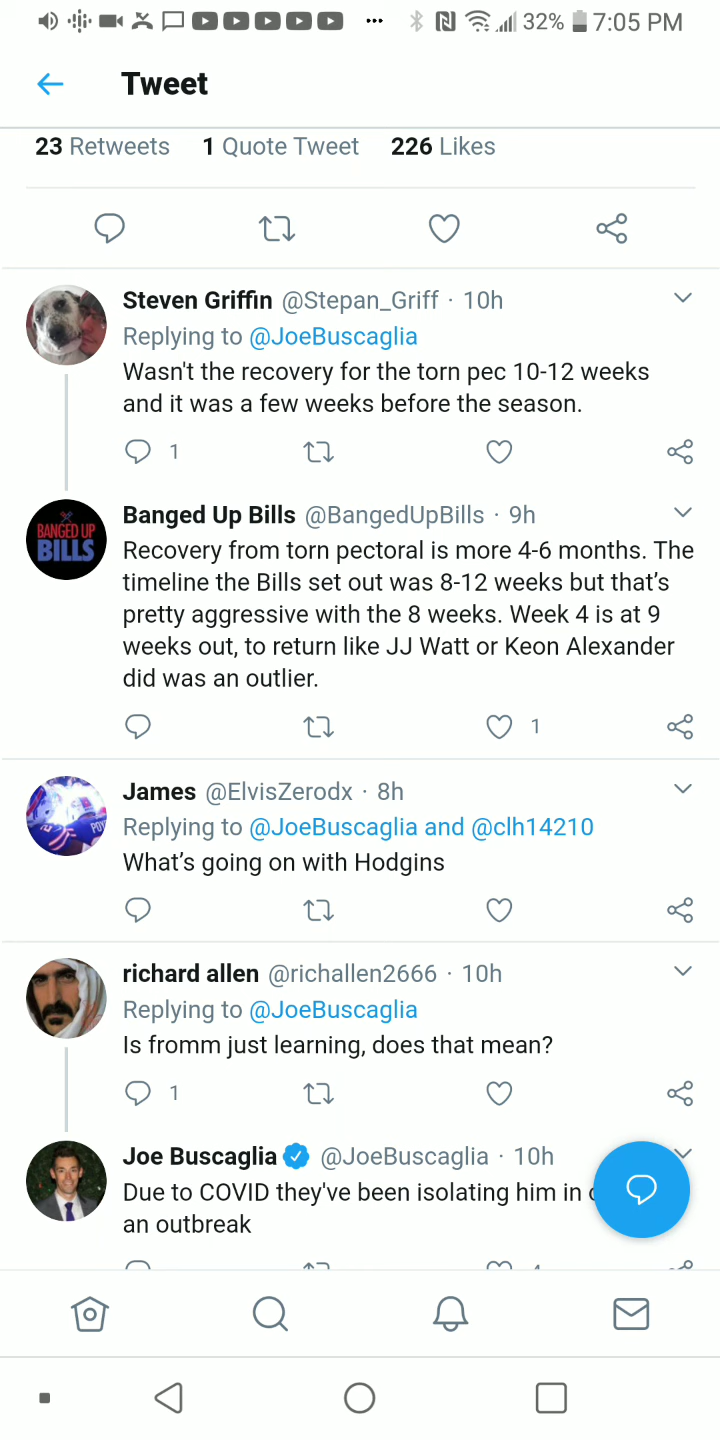 32% 7:05 PM
Tweet
23 Retweets 1 Quote Tweet 226 Likes
Steven Griffin @Stepan_Griff · 10h
Replying to @JoeBuscaglia
Wasn't the recovery for the torn pec 10-12 weeks
and it was a few weeks before the season.
1
BANGED UP
BILLS
Banged Up Bills @BangedUpBills · 9h
Recovery from torn pectoral is more 4-6 months. The
timeline the Bills set out was 8-12 weeks but that’s
pretty aggressive with the 8 weeks. Week 4 is at 9
weeks out, to return like JJ Watt or Keon Alexander
did was an outlier.
1
James @ElvisZerodx · 8h
Replying to @JoeBuscaglia and @clh14210
What’s going on with Hodgins
richard allen @richallen2666 · 10h
Replying to @JoeBuscaglia
Is fromm just learning, does that mean?
1
Joe Buscaglia @JoeBuscaglia · 10h
Due to COVID they've been isolating him in
an outbreak